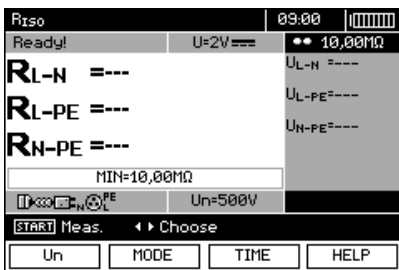 RISO 09:00
Ready! U=2V ●● 10,00MΩ
RL-N =---
RL-PE =---
RN-PE =---
UL-N =---
UL-PE=---
UN-PE=---
MIN=10,00MΩ
N PE L Un=500V
START Meas. ◂ ▸ Choose
Un MODE TIME HELP